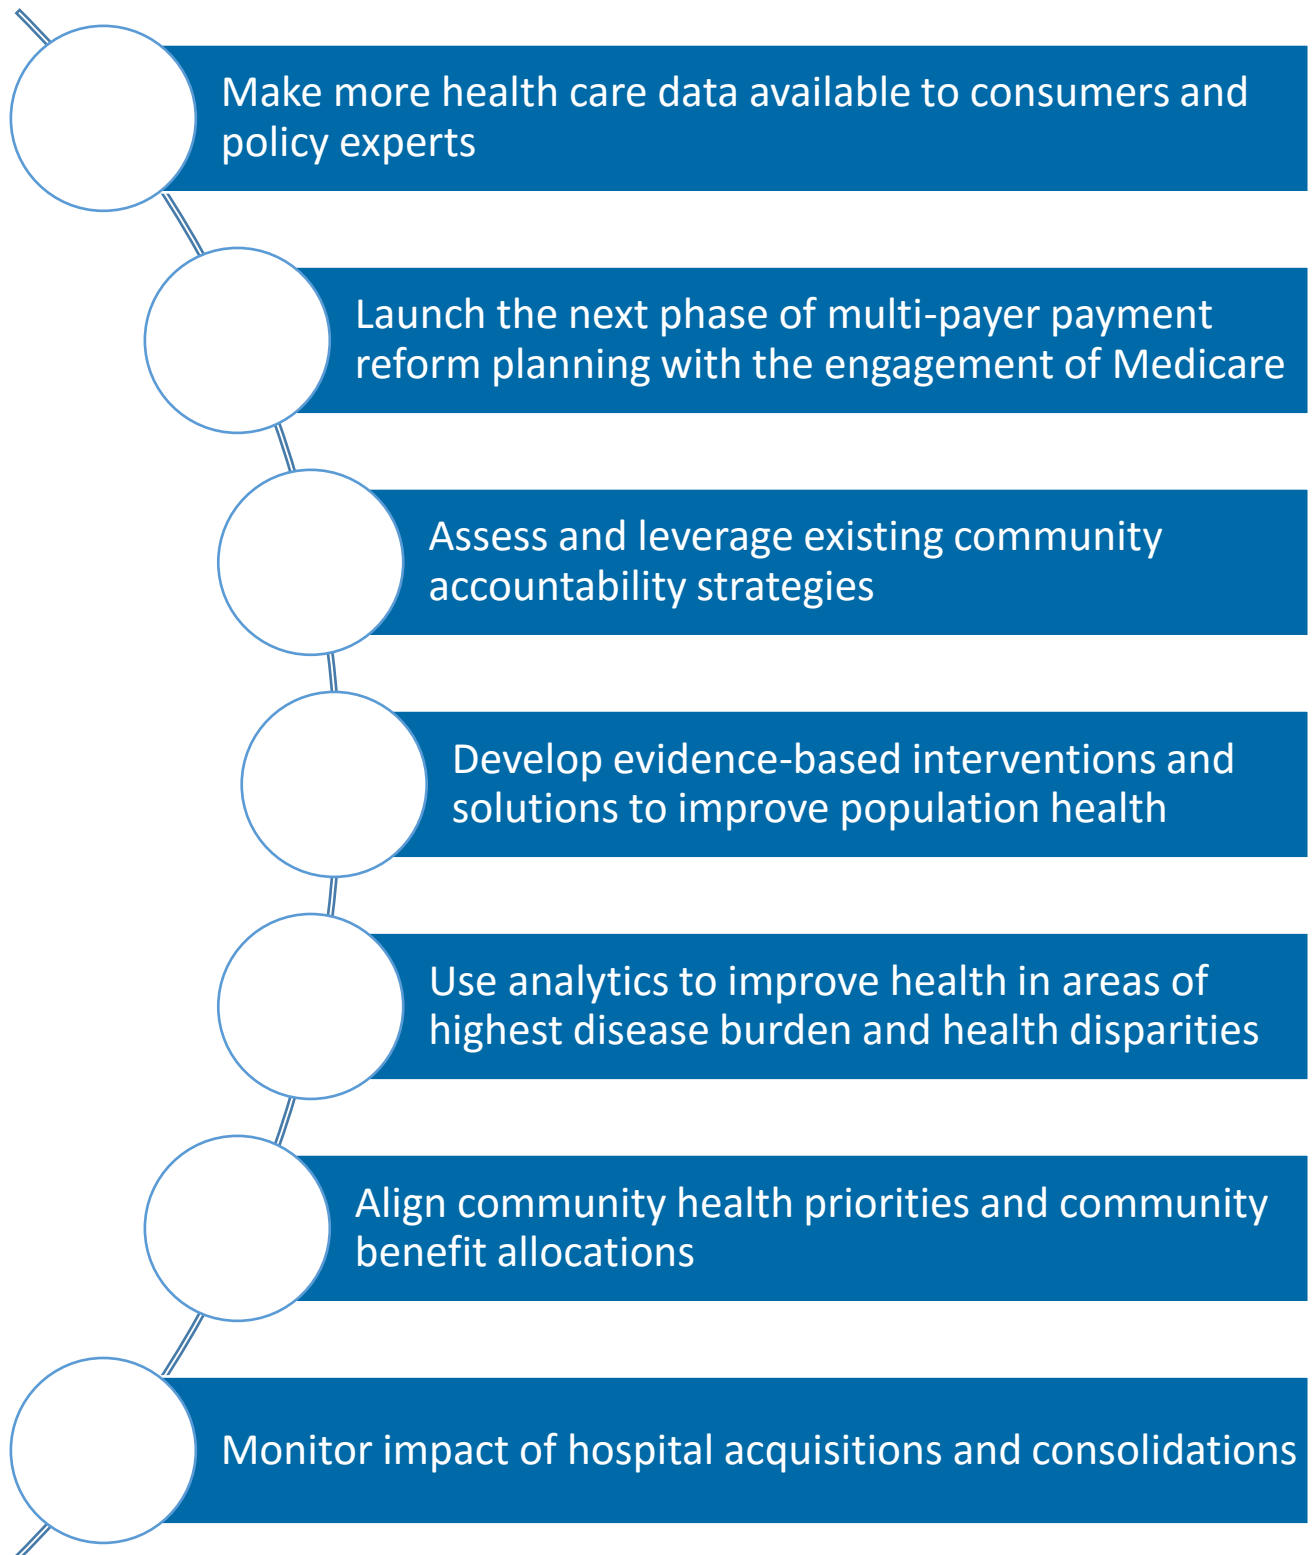 Make more health care data available to consumers and
policy experts
Launch the next phase of multi-payer payment
reform planning with the engagement of Medicare
Assess and leverage existing community
accountability strategies
Develop evidence-based interventions and
solutions to improve population health
Use analytics to improve health in areas of
highest disease burden and health disparities
Align community health priorities and community
benefit allocations
Monitor impact of hospital acquisitions and consolidations